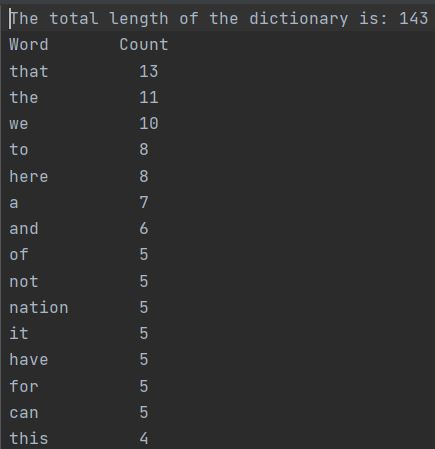 The total length of the dictionary is: 143
Word Count
that 13
the 11
we 10
to 8
here 8
a 7
and 6
of 5
not 5
nation 5
it 5
have 5
for 5
can 5
this 4